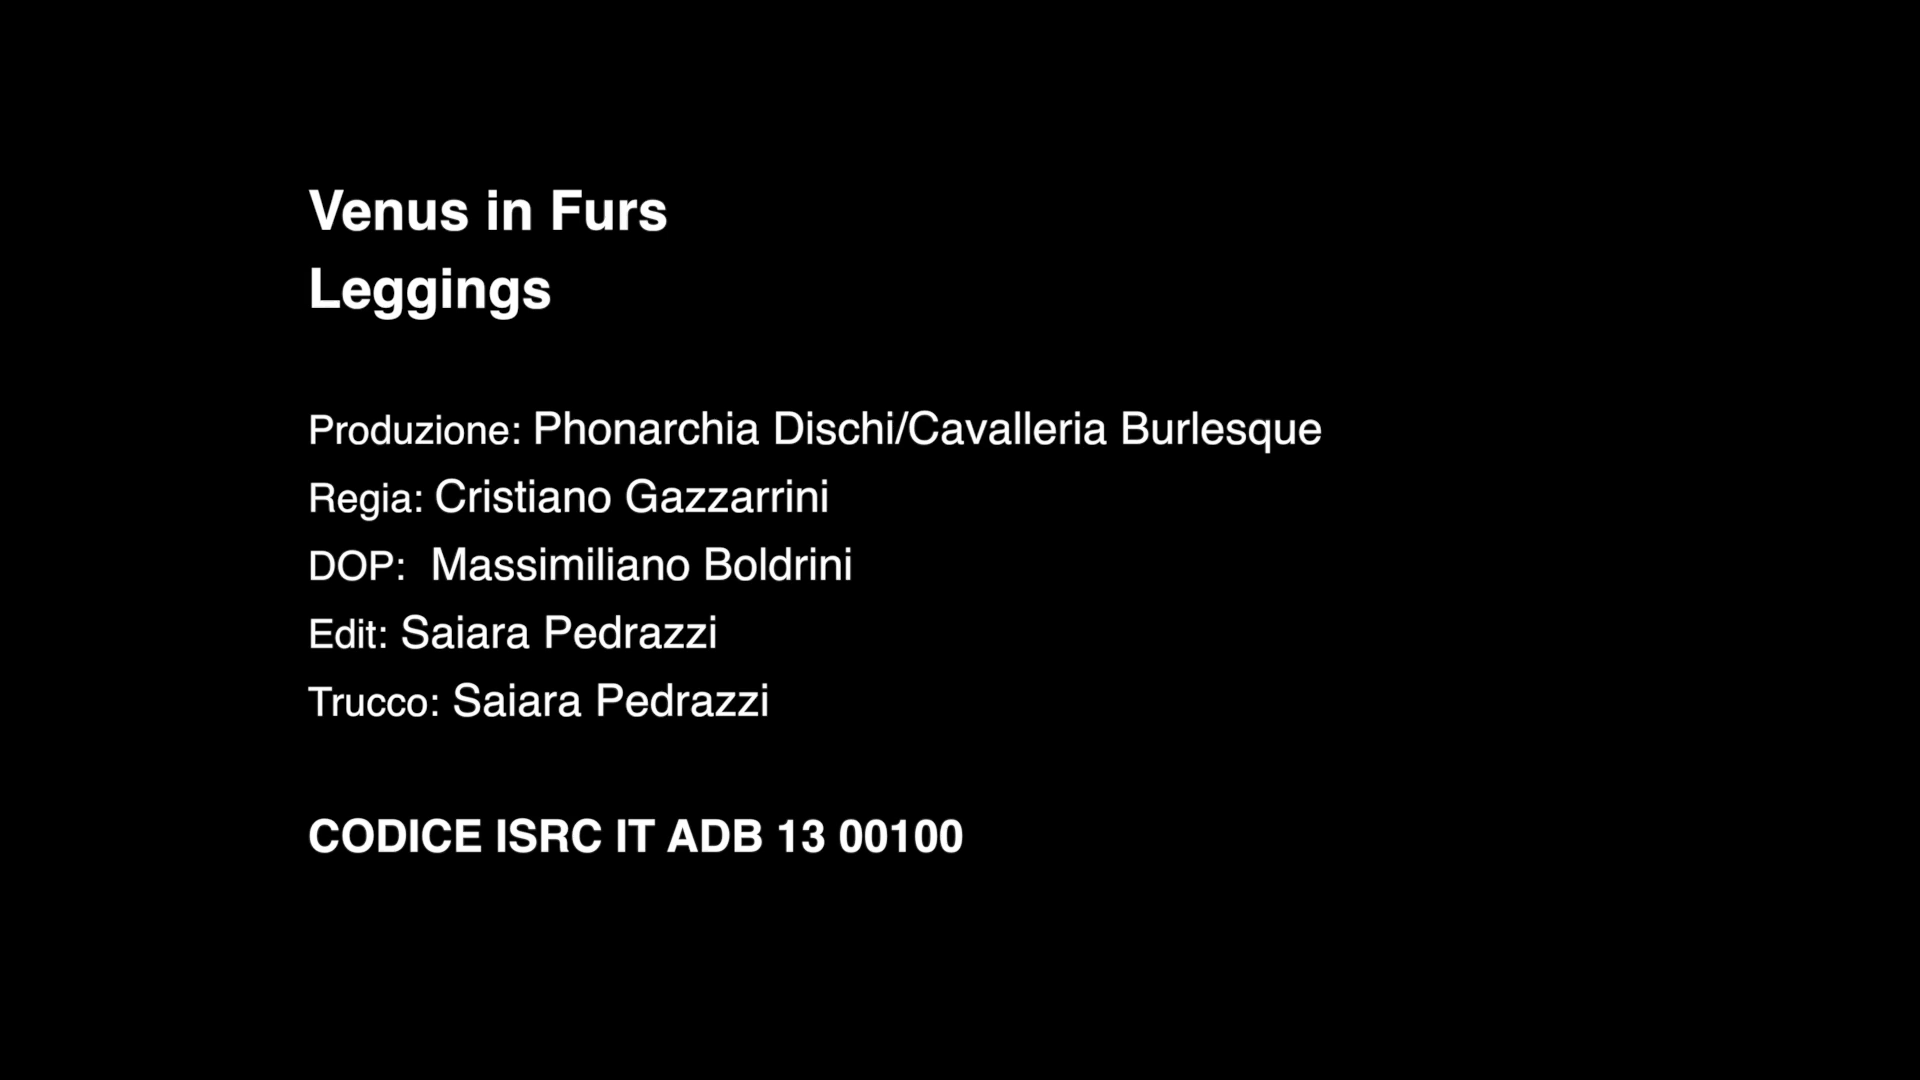 Venus in Furs
Leggings
Produzione: Phonarchia Dischi/Cavalleria Burlesque
Regia: Cristiano Gazzarrini
DOP: Massimiliano Boldrini
Edit: Saiara Pedrazzi
Trucco: Saiara Pedrazzi
CODICE ISRC IT ADB 13 00100